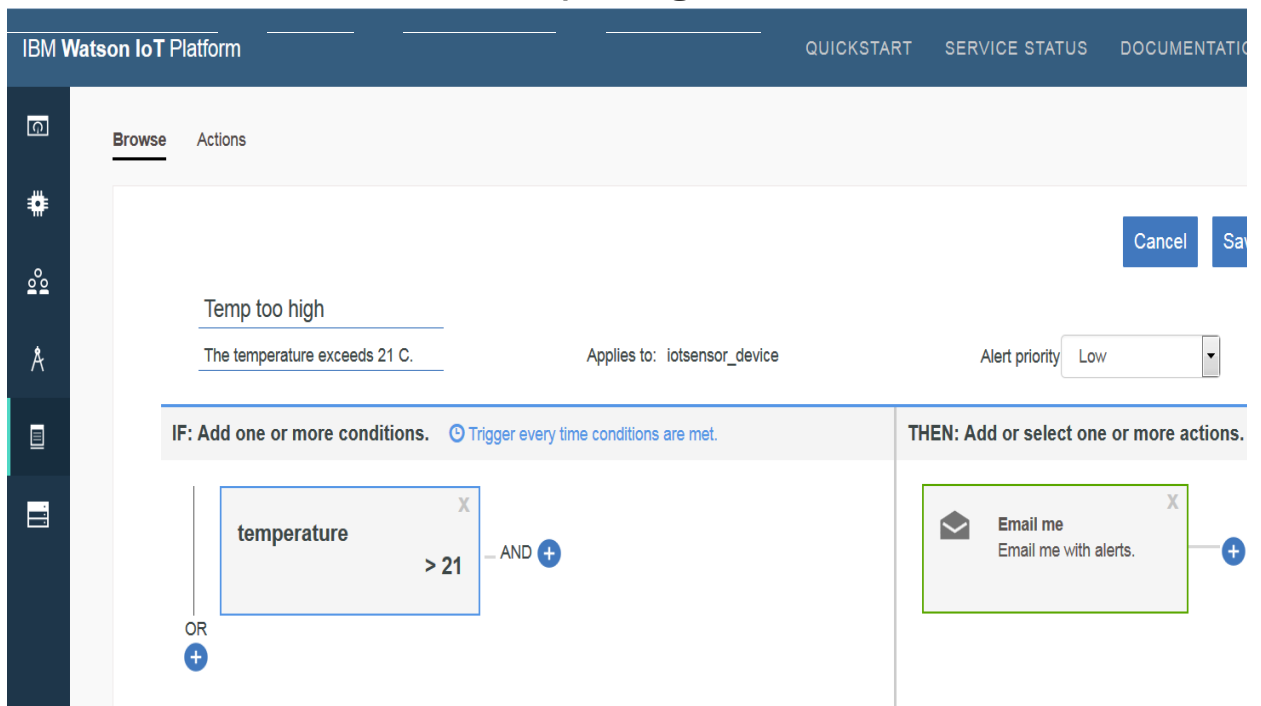 IBM Watson IoT Platform
QUICKSTART SERVICE STATUS DOCUMENTATIO
Browse Actions
Cancel Sav
Temp too high
The temperature exceeds 21 C. Applies to: iotsensor_device Alert priority Low
IF: Add one or more conditions. Trigger every time conditions are met. THEN: Add or select one or more actions.
X X
temperature Email me
Email me with alerts.
> 21 AND +
+
OR
+